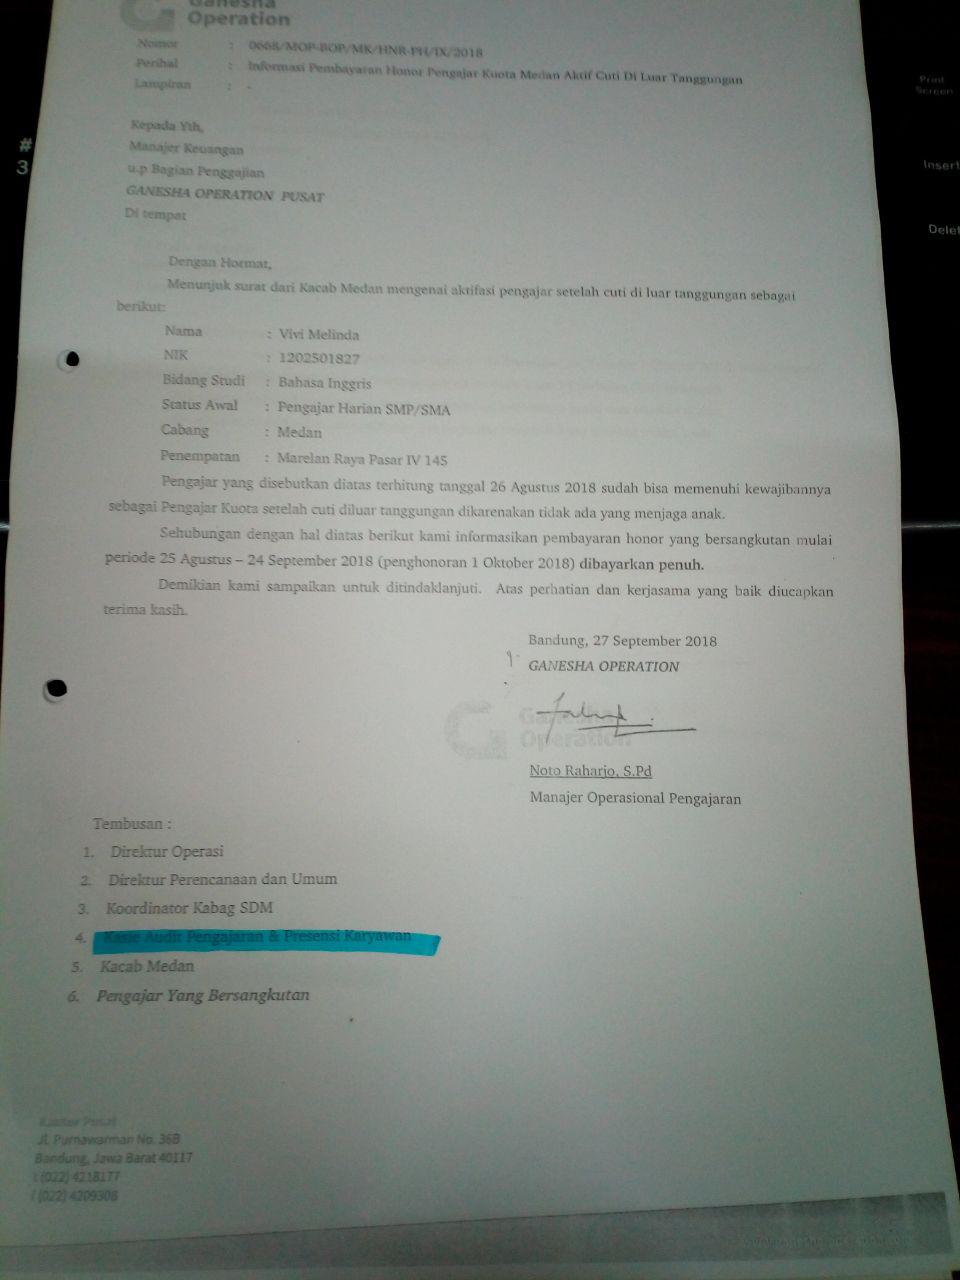 Ganesha
Operation
Nomor : 0668/MOP-BOP/MK/HNR-PH/IX/2018
Perihal : Informasi Pembayaran Honor Pengajar Kuota Medan Aktif Cuti Di Luar Tanggungan
Lampiran : -
Kepada Yth,
Manajer Keuangan
u.p Bagian Penggajian
GANESHA OPERATION PUSAT
Di tempat
Dengan Hormat,
Menunjuk surat dari Kacab Medan mengenai aktifasi pengajar setelah cuti di luar tanggungan sebagai
berikut:
Nama : Vivi Melinda
NIK : 1202501827
Bidang Studi : Bahasa Inggris
Status Awal : Pengajar Harian SMP/SMA
Cabang : Medan
Penempatan : Marelan Raya Pasar IV 145
Pengajar yang disebutkan diatas terhitung tanggal 26 Agustus 2018 sudah bisa memenuhi kewajibannya
sebagai Pengajar Kuota setelah cuti diluar tanggungan dikarenakan tidak ada yang menjaga anak.
Sehubungan dengan hal diatas berikut kami informasikan pembayaran honor yang bersangkutan mulai
periode 25 Agustus – 24 September 2018 (penghonoran 1 Oktober 2018) dibayarkan penuh.
Demikian kami sampaikan untuk ditindaklanjuti. Atas perhatian dan kerjasama yang baik diucapkan
terima kasih.
Bandung, 27 September 2018
GANESHA OPERATION
Ganesha
Operation
Noto Raharjo, S.Pd
Manajer Operasional Pengajaran
Tembusan :
1. Direktur Operasi
2. Direktur Perencanaan dan Umum
3. Koordinator Kabag SDM
4. Kasie Audit Pengajaran & Presensi Karyawan
5. Kacab Medan
6. Pengajar Yang Bersangkutan
Kantor Pusat
Jl. Purnawarman No. 36B
Bandung, Jawa Barat 40117
t (022) 4218177
f (022) 4209308
#
3
Print
Screen
Insert
Delet